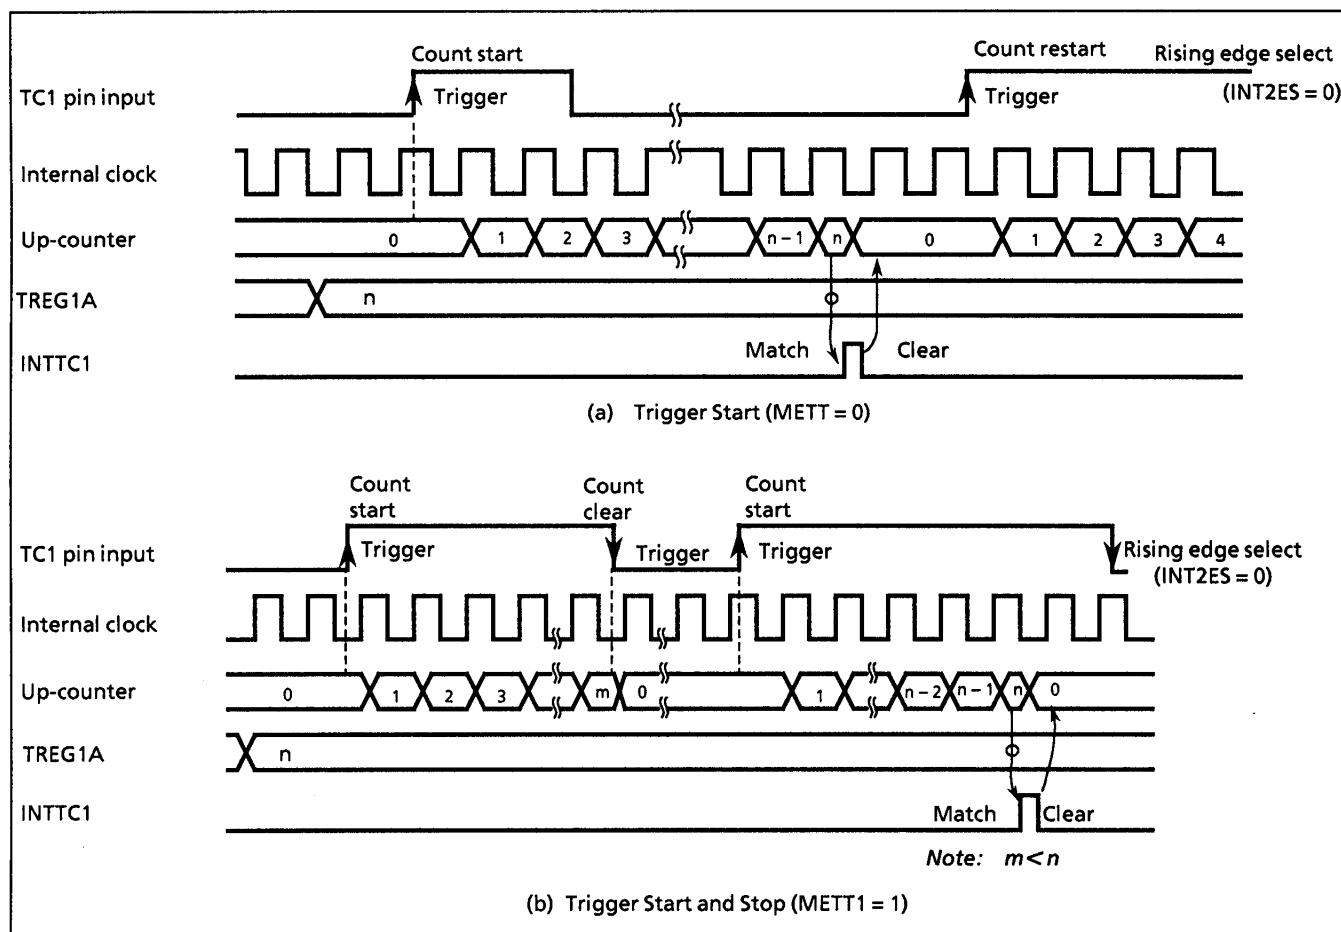 Count start
Count restart
Rising edge select
TC1 pin input
Trigger
Trigger
(INT2ES = 0)
Internal clock
Up-counter
0 1 2 3 n-1 n 0 1 2 3 4
TREG1A
n
INTTC1
Match
Clear
(a) Trigger Start (METT = 0)
Count start
Count clear
Count start
TC1 pin input
Trigger
Trigger
Trigger
Rising edge select
(INT2ES = 0)
Internal clock
Up-counter
0 1 2 3 m 0 1 n-2 n-1 n 0
TREG1A
n
INTTC1
Match
Clear
Note: m<n
(b) Trigger Start and Stop (METT1 = 1)